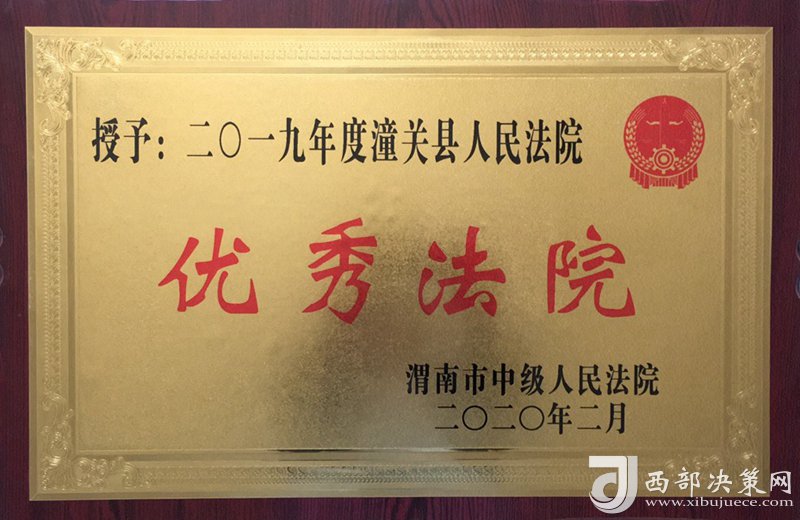 授予：二〇一九年度潼关县人民法院
优秀法院
渭南市中级人民法院
二〇二〇年二月
西部决策网
www.xibujuece.com